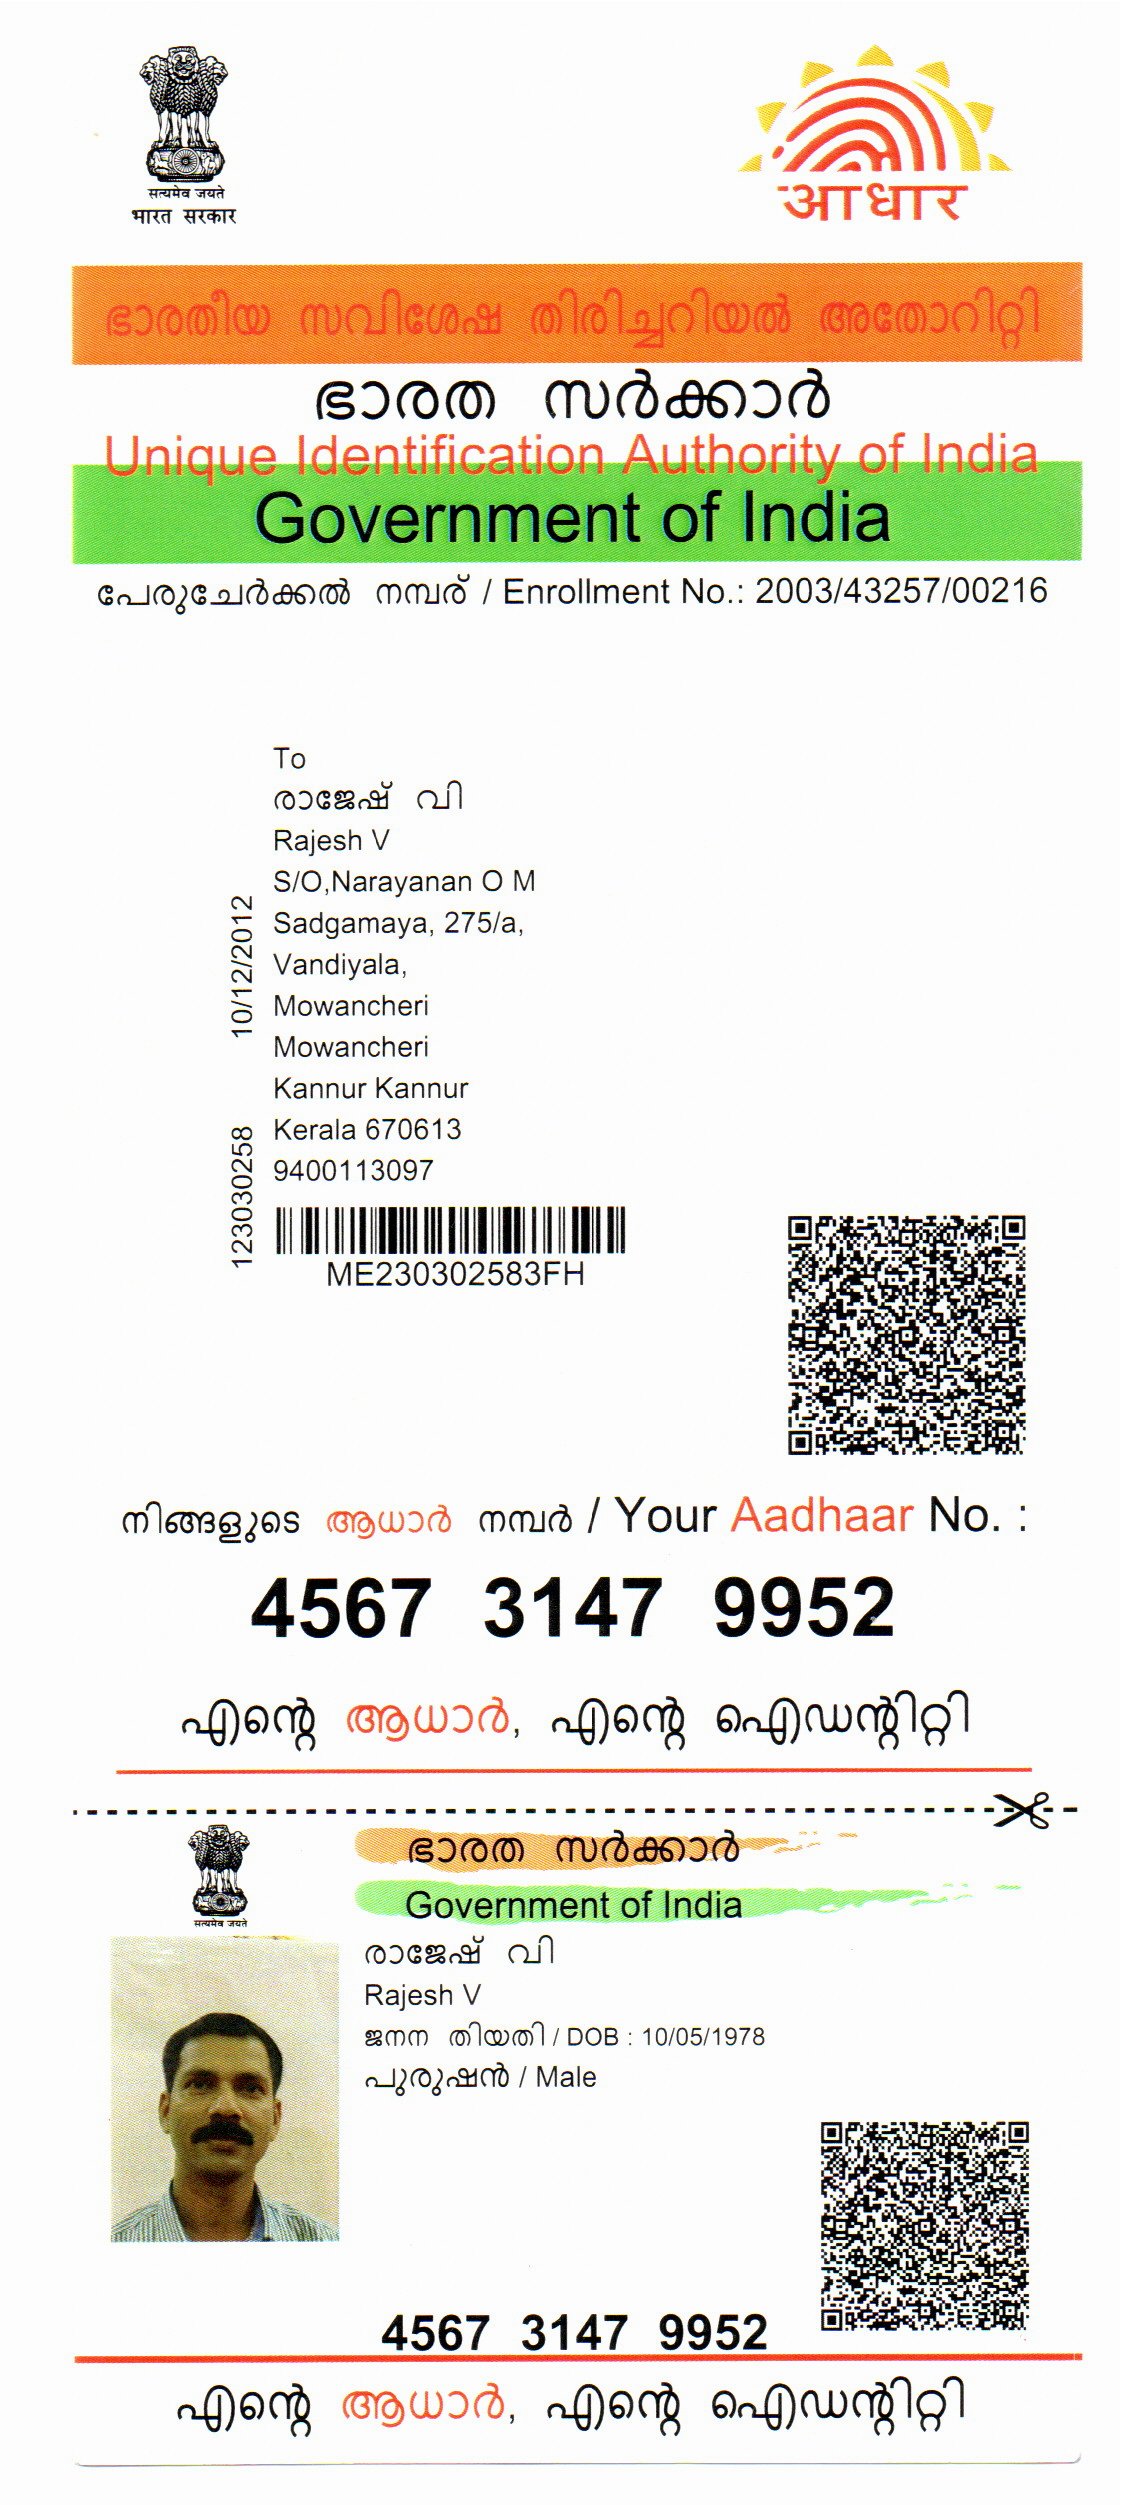 सत्यमेव जयते
भारत सरकार
आधार
ഭാരതീയ സവിശേഷ തിരിച്ചറിയൽ അതോറിറ്റി
ഭാരത സർക്കാർ
Unique Identification Authority of India
Government of India
പേരുചേർക്കൽ നമ്പര് / Enrollment No.: 2003/43257/00216
To
രാജേഷ് വി
Rajesh V
S/O,Narayanan O M
Sadgamaya, 275/a,
Vandiyala,
Mowancheri
Mowancheri
Kannur Kannur
Kerala 670613
9400113097
10/12/2012
123030258
ME230302583FH
നിങ്ങളുടെ ആധാർ നമ്പർ / Your Aadhaar No. :
4567 3147 9952
എന്റെ ആധാർ, എന്റെ ഐഡന്റിറ്റി
सत्यमेव जयते
ഭാരത സർക്കാർ
Government of India
രാജേഷ് വി
Rajesh V
ജനന തിയതി / DOB : 10/05/1978
പുരുഷൻ / Male
4567 3147 9952
എന്റെ ആധാർ, എന്റെ ഐഡന്റിറ്റി